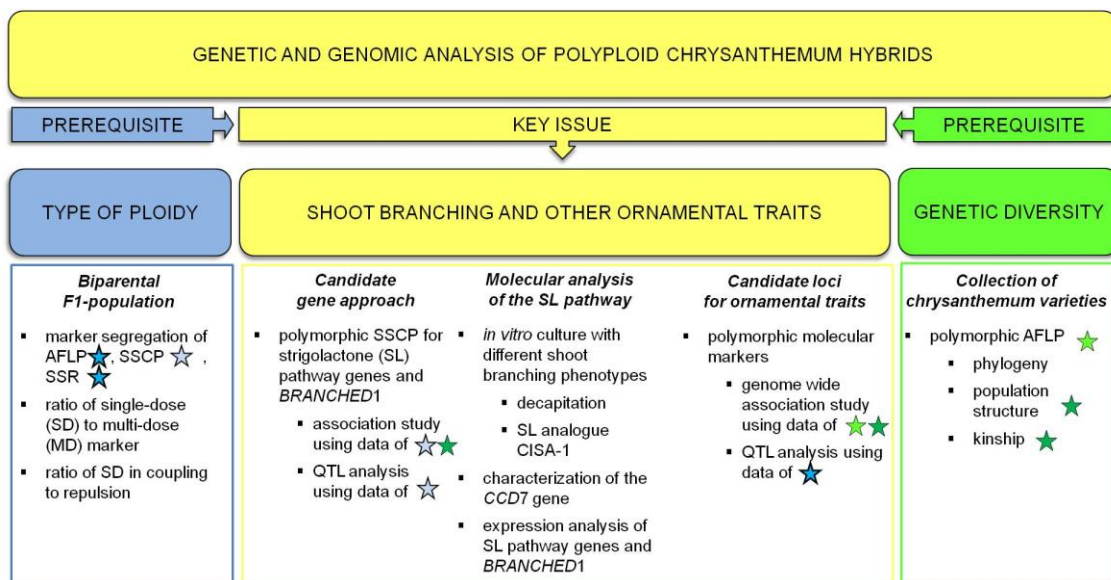 GENETIC AND GENOMIC ANALYSIS OF POLYPLOID CHRYSANTHEMUM HYBRIDS
PREREQUISITE
KEY ISSUE
PREREQUISITE
TYPE OF PLOIDY
SHOOT BRANCHING AND OTHER ORNAMENTAL TRAITS
GENETIC DIVERSITY
Biparental
F1-population
▪ marker segregation of
AFLP, SSCP ,
SSR
▪ ratio of single-dose
(SD) to multi-dose
(MD) marker
▪ ratio of SD in coupling
to repulsion
Candidate
gene approach
▪ polymorphic SSCP for
strigolactone (SL)
pathway genes and
BRANCHED1
▪ association study
using data of
▪ QTL analysis
using data of
Molecular analysis
of the SL pathway
▪ in vitro culture with
different shoot
branching phenotypes
▪ decapitation
▪ SL analogue
CISA-1
▪ characterization of the
CCD7 gene
▪ expression analysis of
SL pathway genes and
BRANCHED1
Candidate loci
for ornamental traits
▪ polymorphic molecular
markers
▪ genome wide
association study
using data of
▪ QTL analysis using
data of
Collection of
chrysanthemum varieties
▪ polymorphic AFLP
▪ phylogeny
▪ population
structure
▪ kinship